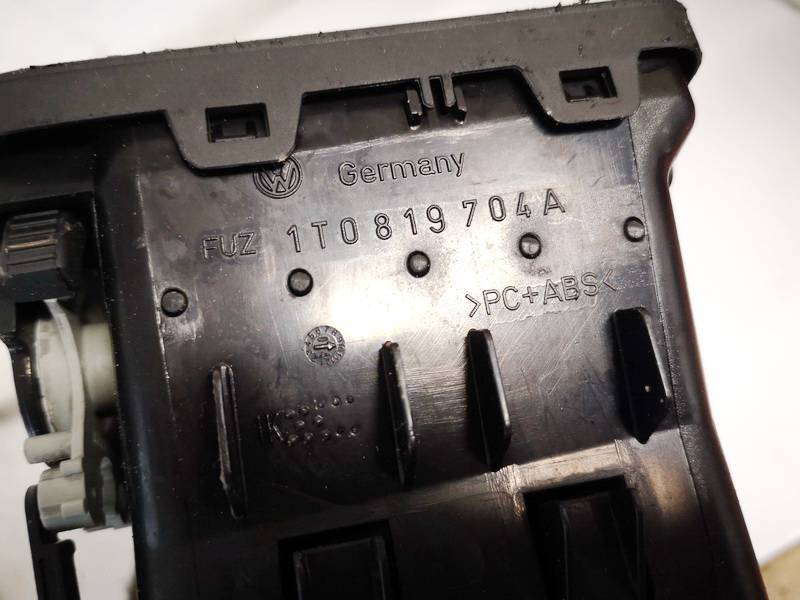 Germany
FUZ 1T0 819 704 A
>PC+ABS<